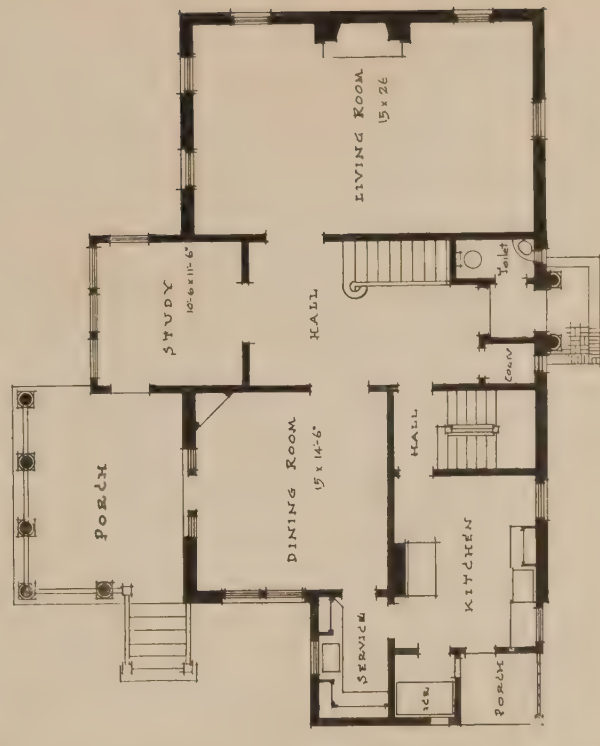 LIVING ROOM
15 x 26
STUDY
10'-6 x 11'-6"
HALL
Toilet
COATS
PORCH
DINING ROOM
15 x 14'-6"
HALL
KITCHEN
SERVICE
ICE
PORCH